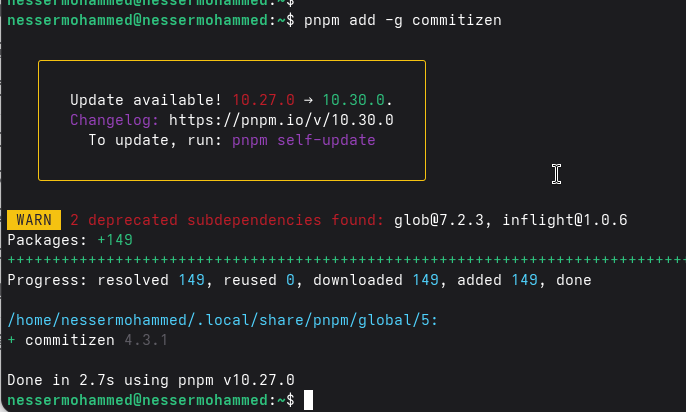 nessermohammed@nessermohammed:~$
nessermohammed@nessermohammed:~$ pnpm add -g commitizen
Update available! 10.27.0 → 10.30.0.
Changelog: https://pnpm.io/v/10.30.0
To update, run: pnpm self-update
WARN 2 deprecated subdependencies found: glob@7.2.3, inflight@1.0.6
Packages: +149
++++++++++++++++++++++++++++++++++++++++++++++++++++++++++++++++++++++++++++
Progress: resolved 149, reused 0, downloaded 149, added 149, done
/home/nessermohammed/.local/share/pnpm/global/5:
+ commitizen 4.3.1
Done in 2.7s using pnpm v10.27.0
nessermohammed@nessermohammed:~$